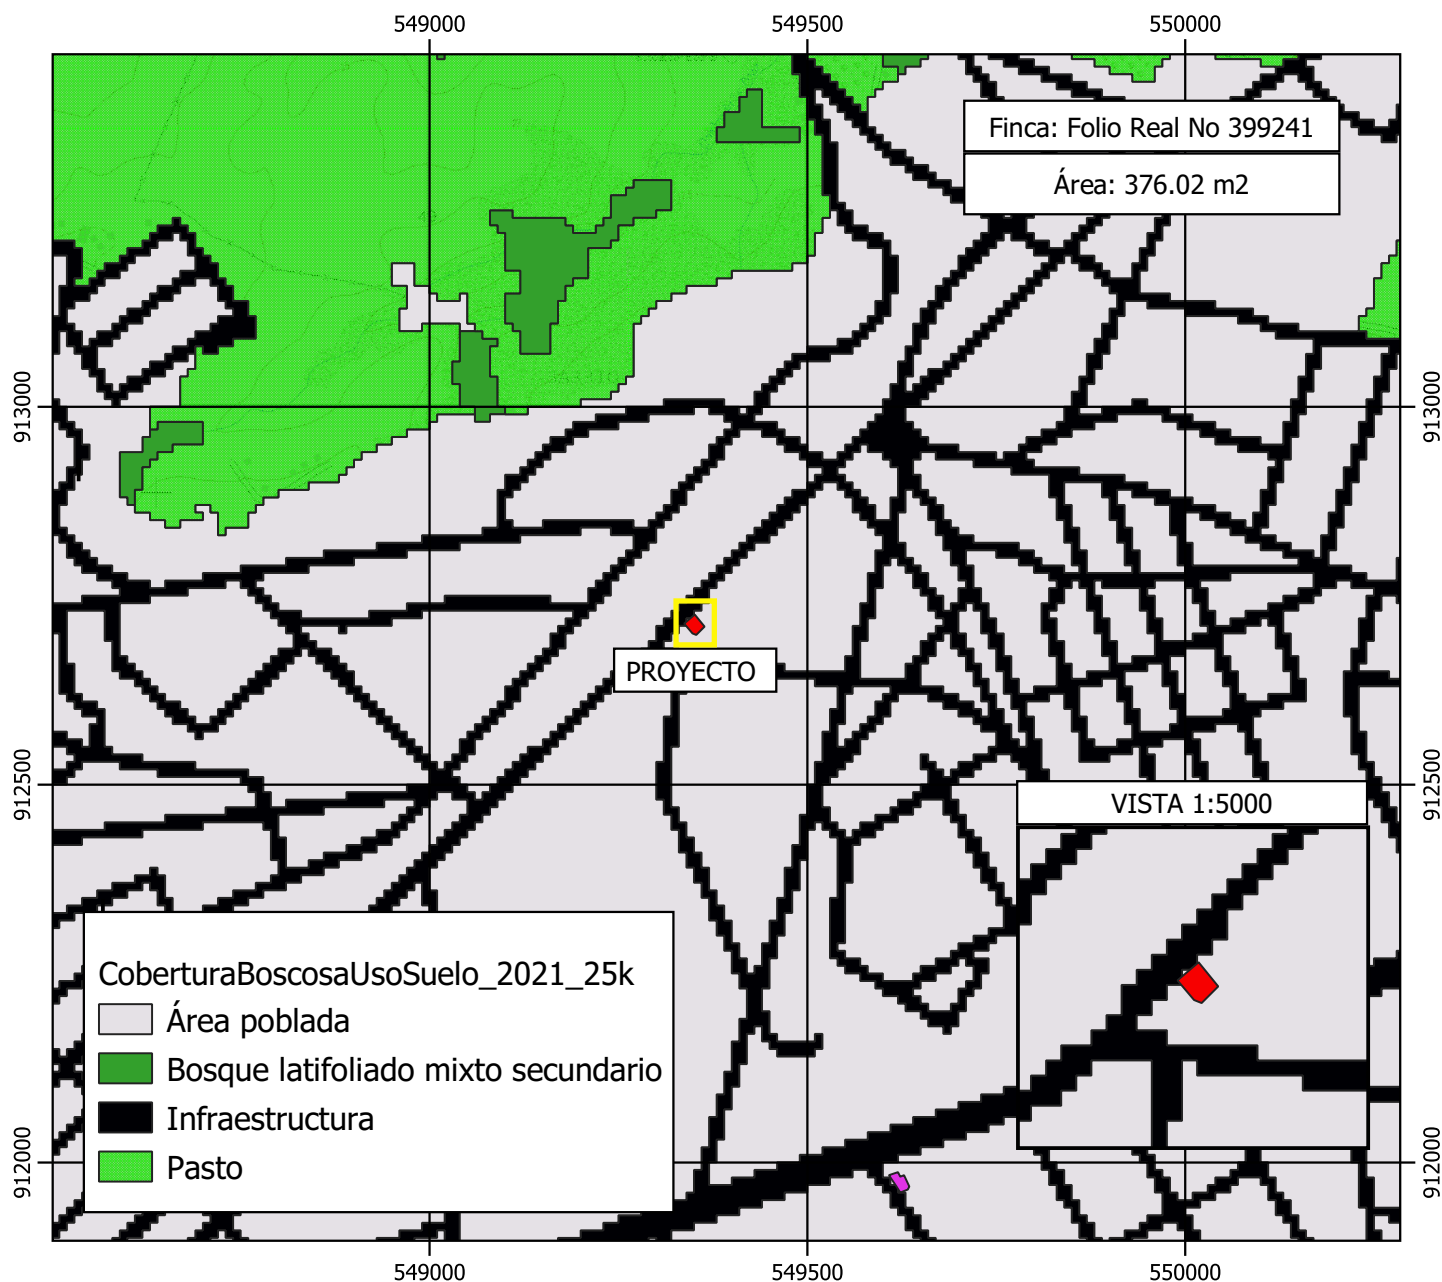 549000
549500
550000
Finca: Folio Real No 399241
Área: 376.02 m2
913000
913000
PROYECTO
912500
912500
VISTA 1:5000
CoberturaBoscosaUsoSuelo_2021_25k
Área poblada
Bosque latifoliado mixto secundario
Infraestructura
Pasto
912000
912000
549000
549500
550000